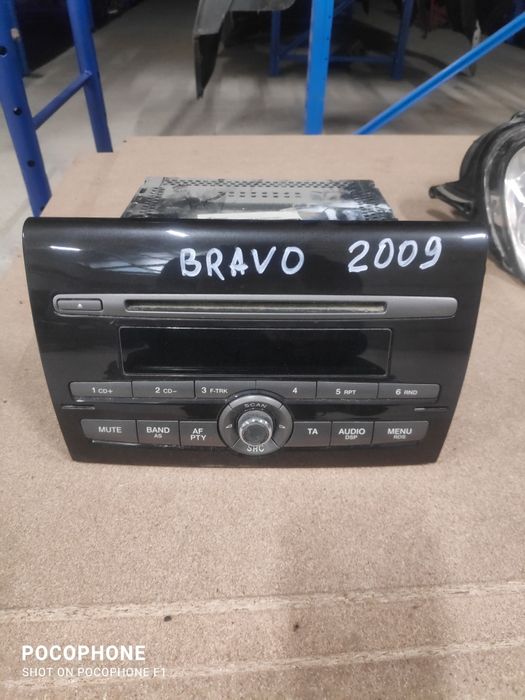 BRAVO 2009
1 CD+ 2 CD- 3 F-TRK 4 5 RPT 6 RND
SCAN
MUTE BAND AS AF PTY TA AUDIO DSP MENU RDS
SRC
POCOPHONE
SHOT ON POCOPHONE F1